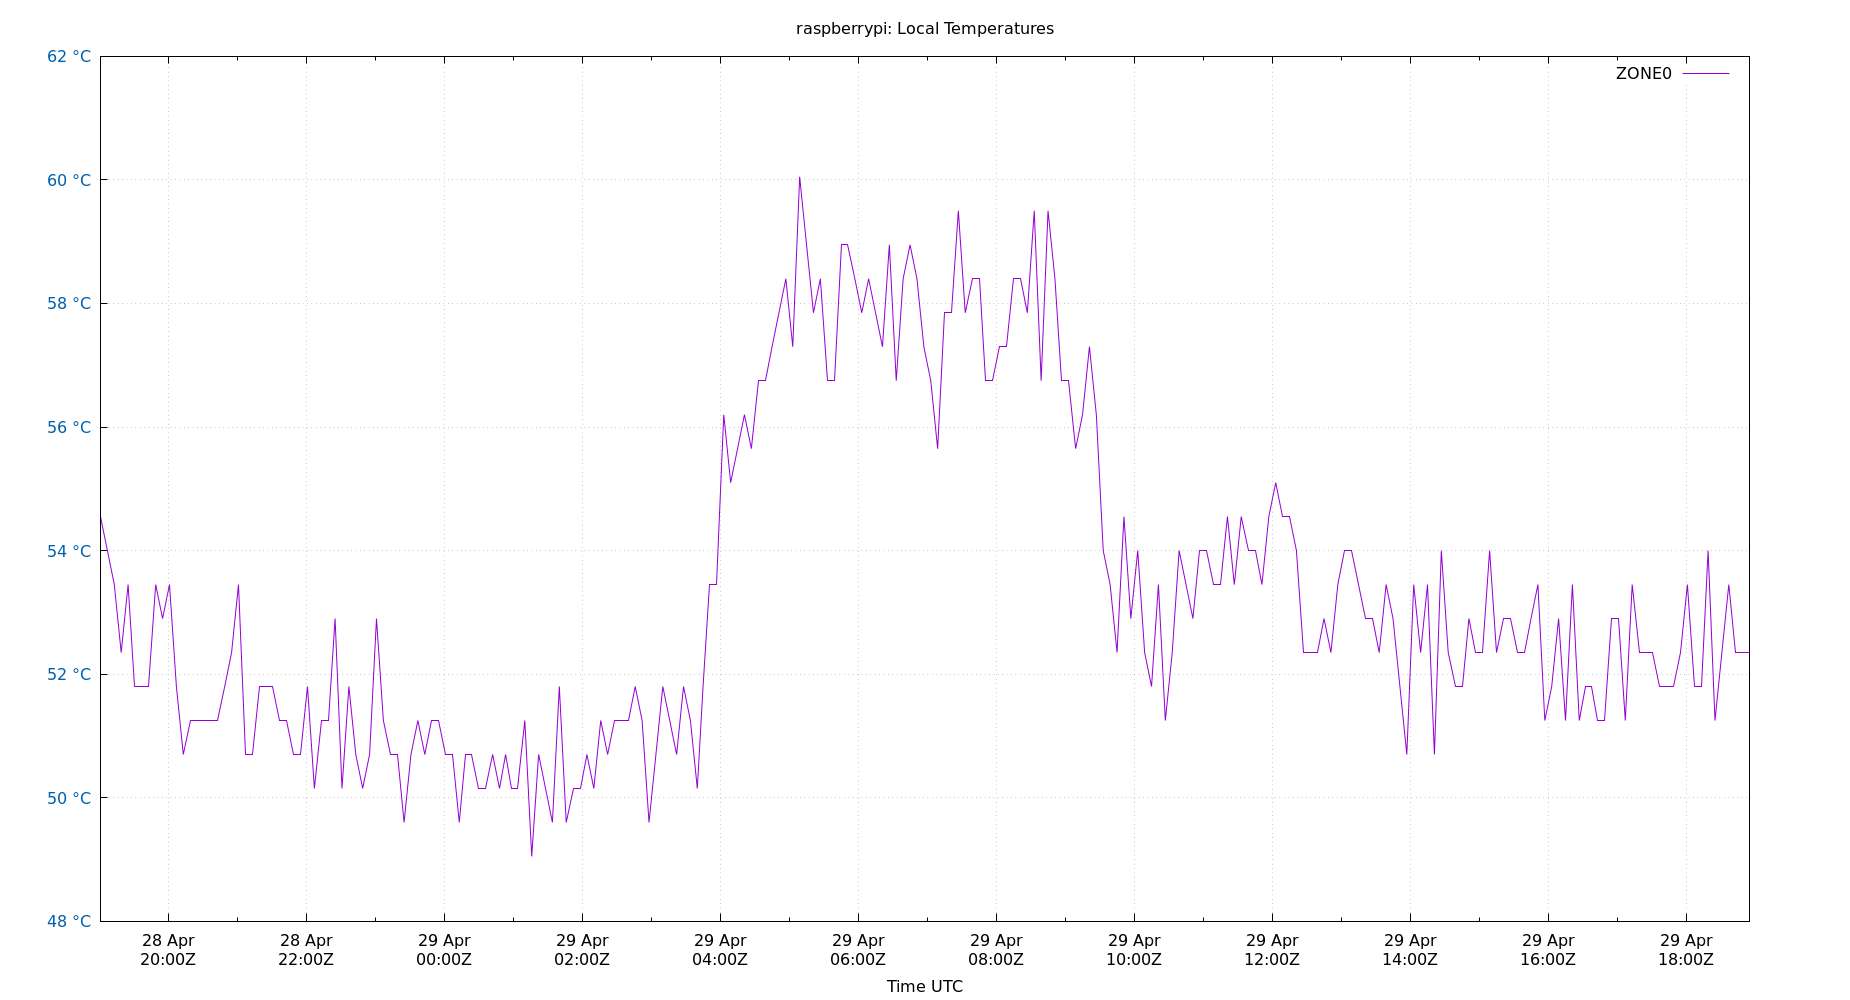 raspberrypi: Local Temperatures
62 °C
ZONE0
60 °C
58 °C
56 °C
54 °C
52 °C
50 °C
48 °C
28 Apr 28 Apr 29 Apr 29 Apr 29 Apr 29 Apr 29 Apr 29 Apr 29 Apr 29 Apr 29 Apr 29 Apr
20:00Z 22:00Z 00:00Z 02:00Z 04:00Z 06:00Z 08:00Z 10:00Z 12:00Z 14:00Z 16:00Z 18:00Z
Time UTC